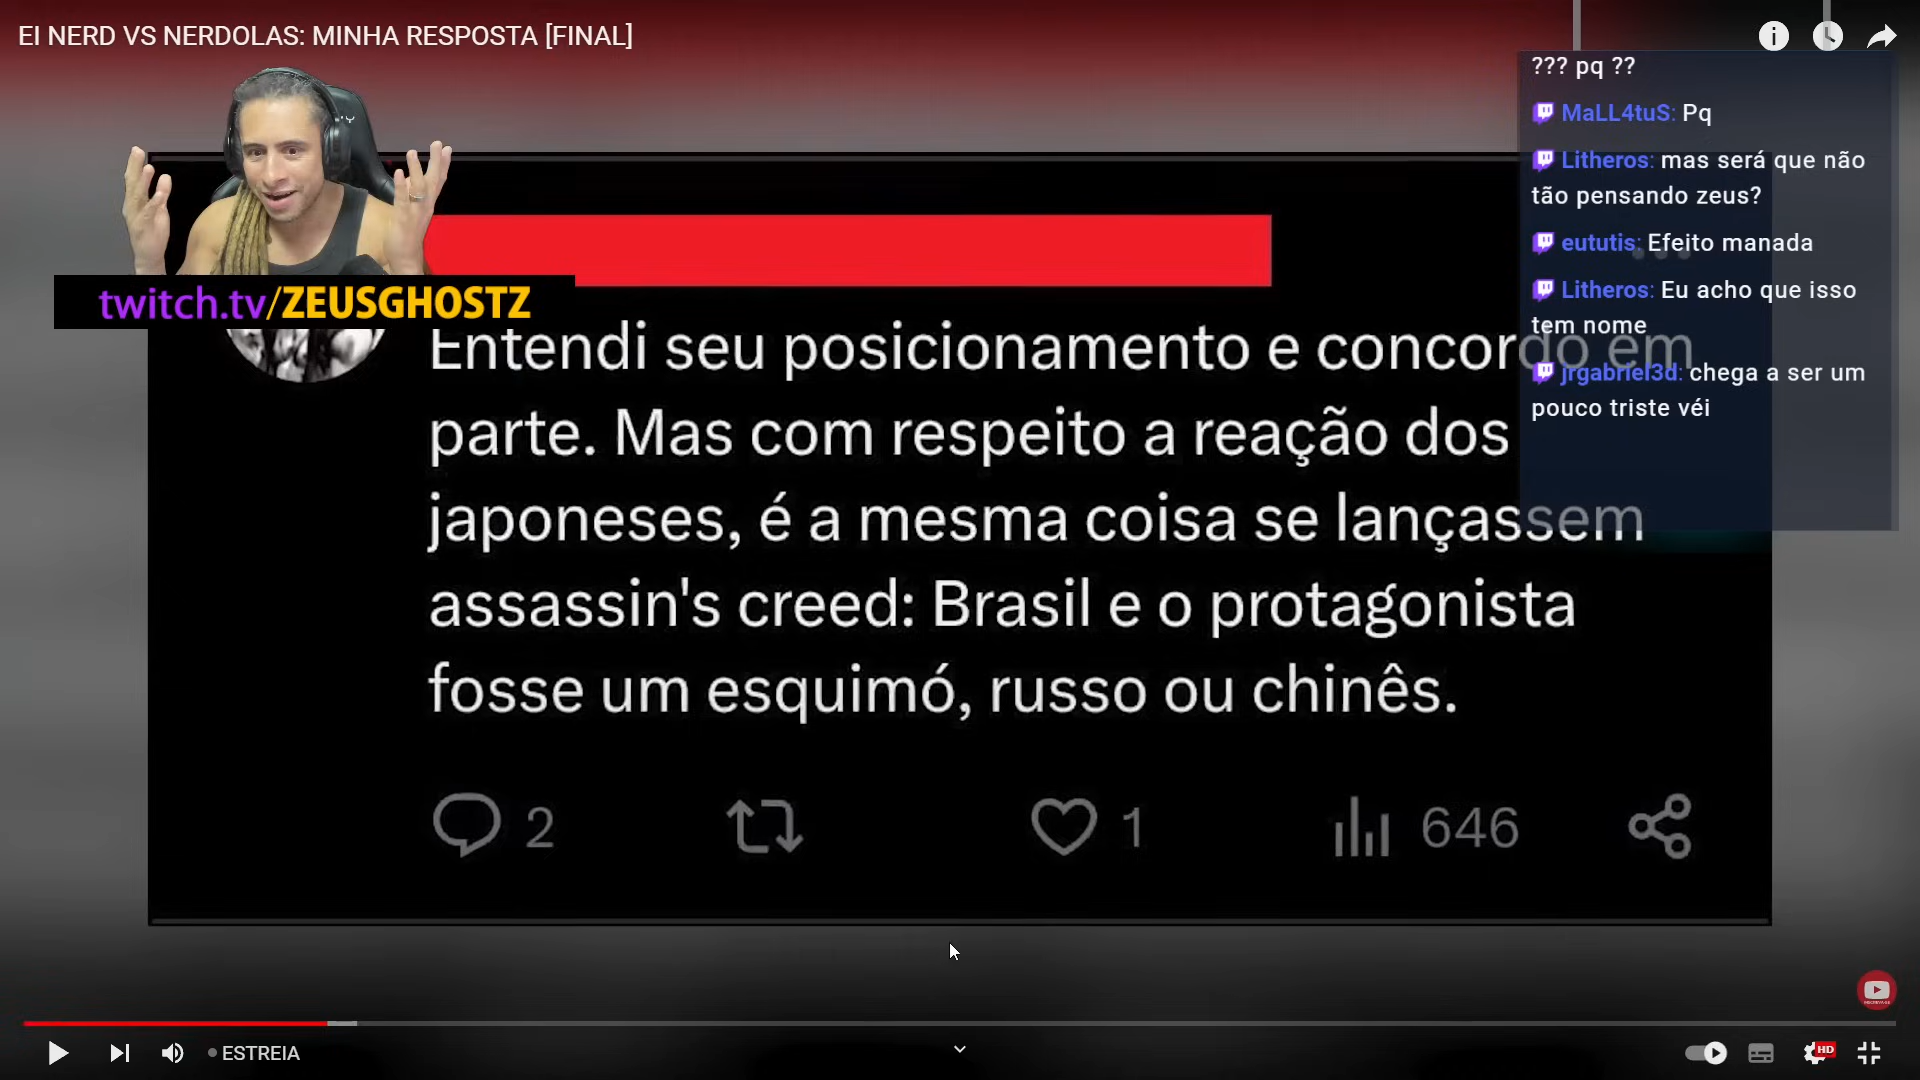 EI NERD VS NERDOLAS: MINHA RESPOSTA [FINAL]
??? pq ??
MaLL4tuS: Pq
Litheros: mas será que não
tão pensando zeus?
eututis: Efeito manada
Litheros: Eu acho que isso
tem nome
jrgabriel3d: chega a ser um
pouco triste véi
twitch.tv/ZEUSGHOSTZ
Entendi seu posicionamento e concordo em
parte. Mas com respeito a reação dos
japoneses, é a mesma coisa se lançassem
assassin's creed: Brasil e o protagonista
fosse um esquimó, russo ou chinês.
2
1
646
ESTREIA
HD